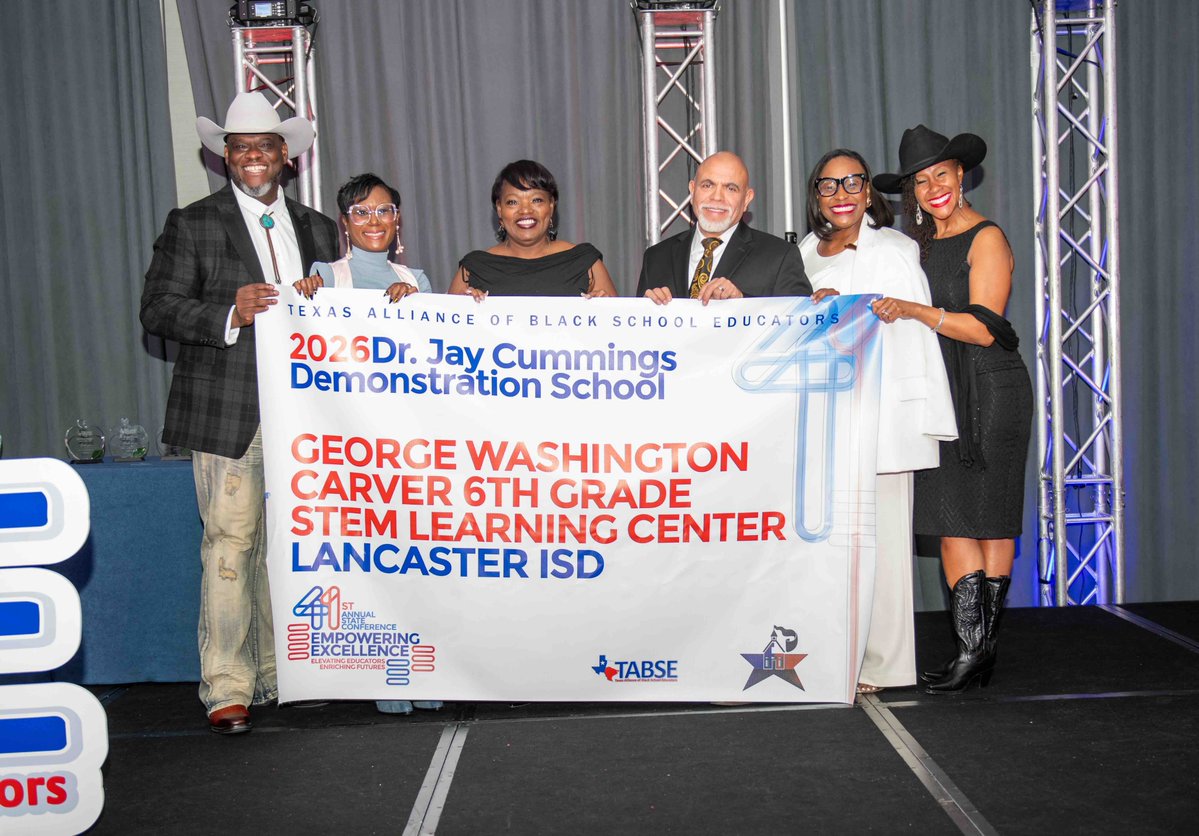 TEXAS ALLIANCE OF BLACK SCHOOL EDUCATORS
2026Dr. Jay Cummings
Demonstration School
GEORGE WASHINGTON
CARVER 6TH GRADE
STEM LEARNING CENTER
LANCASTER ISD
41ST
ANNUAL
STATE
CONFERENCE
EMPOWERING
EXCELLENCE
ELEVATING EDUCATORS
ENRICHING FUTURES
TABSE
Texas Alliance of Black School Educators
41
ors